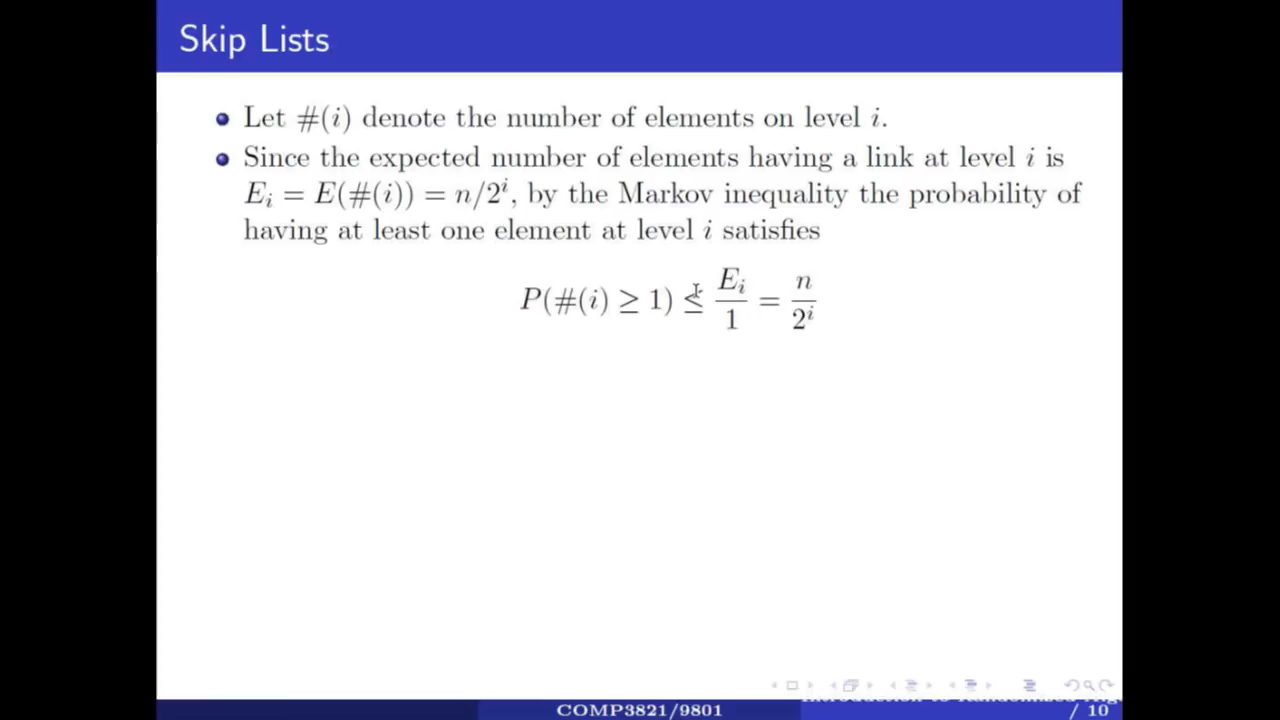 Skip Lists
Let #(i) denote the number of elements on level i.
Since the expected number of elements having a link at level i is
E_i = E(#(i)) = n/2^i, by the Markov inequality the probability of
having at least one element at level i satisfies
P(#(i) ≥ 1) ≤ E_i/1 = n/2^i
COMP3821/9801
/ 10